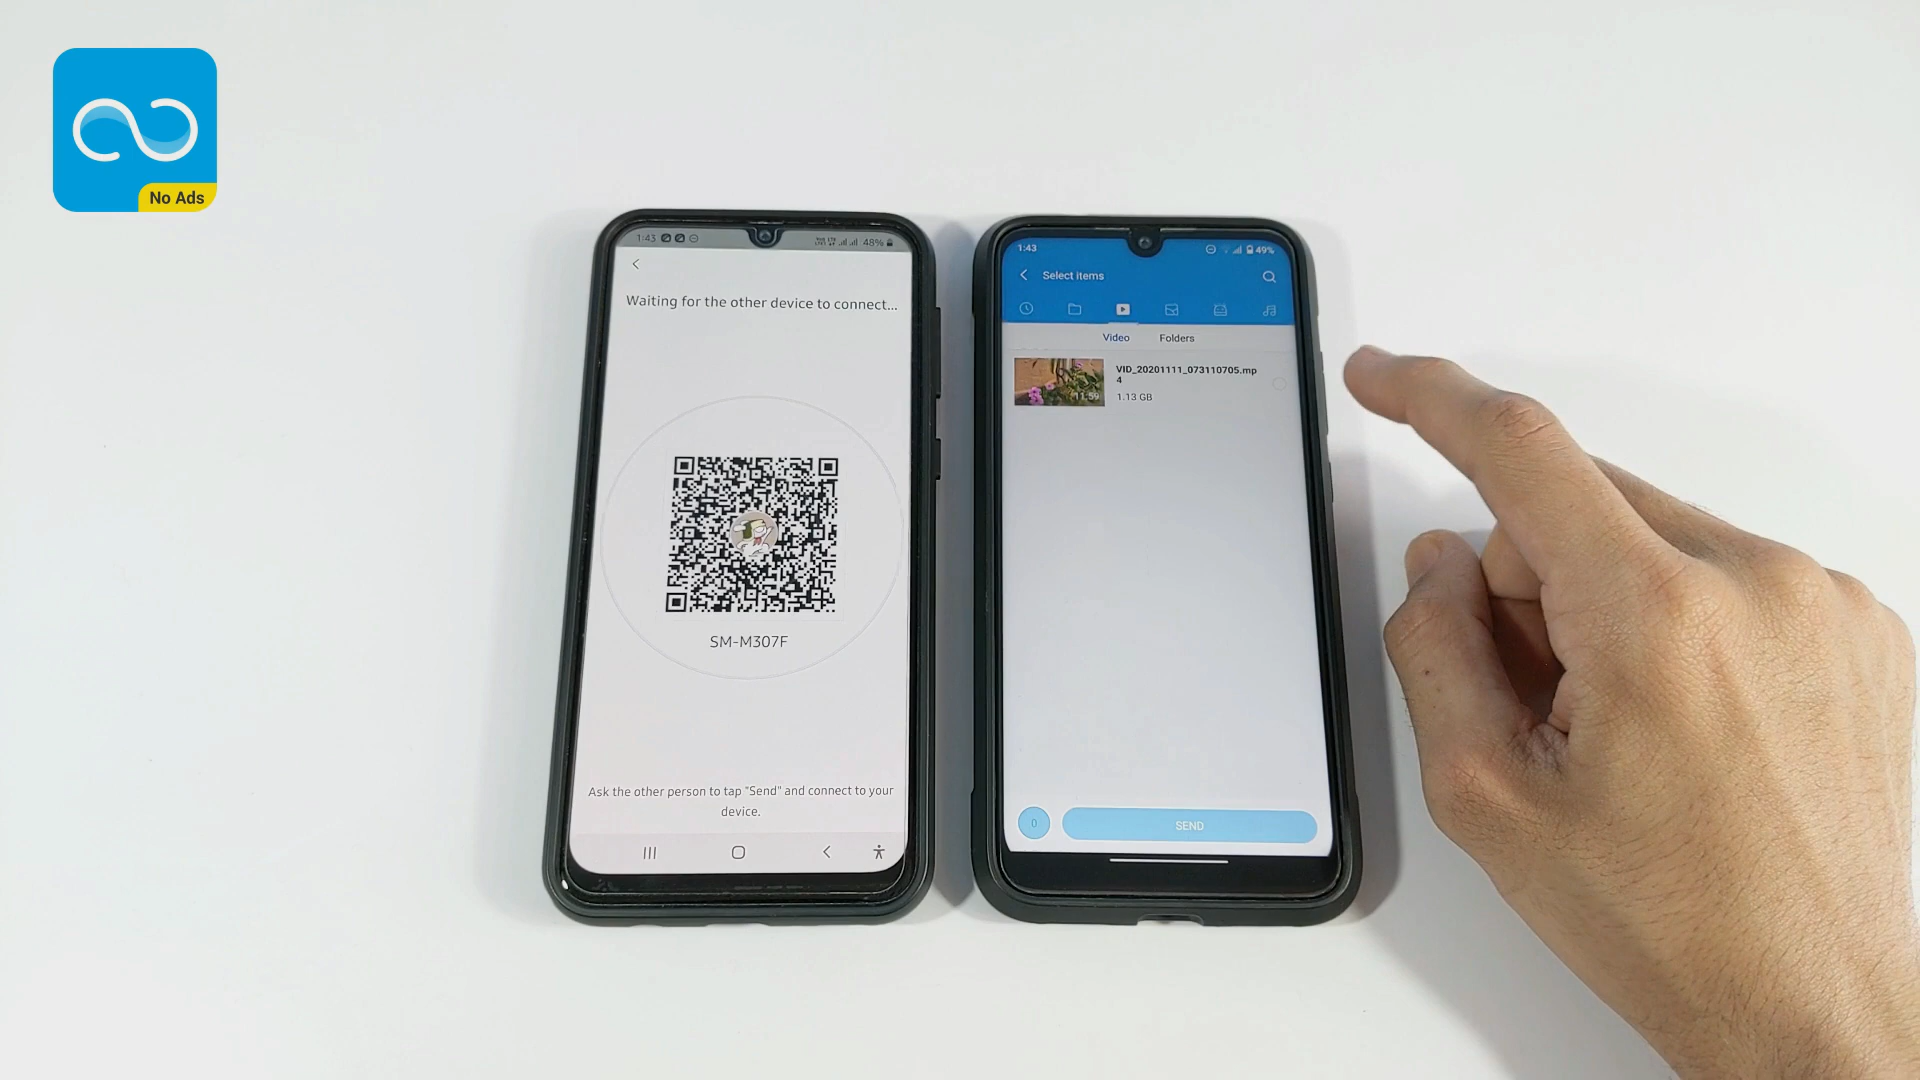 No Ads
1:43
48%
Waiting for the other device to connect...
SM-M307F
Ask the other person to tap "Send" and connect to your
device.
1:43
49%
Select items
Video
Folders
VID_20201111_073110705.mp
4
11:59
1.13 GB
0
SEND